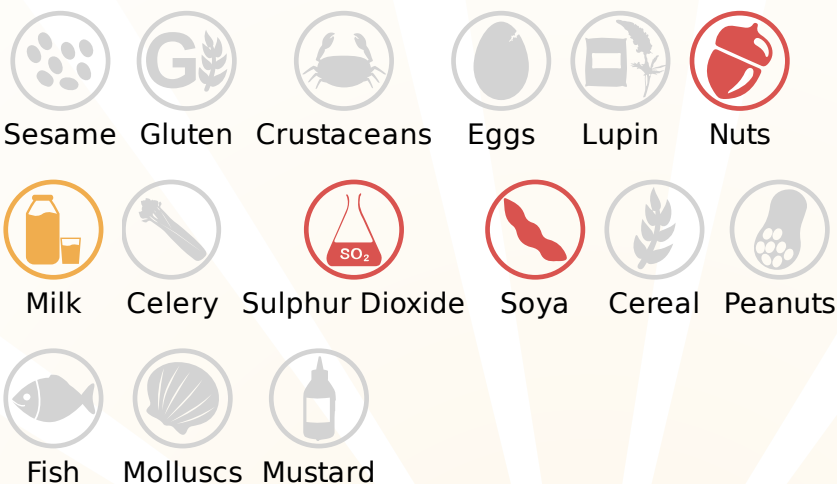 G
Sesame Gluten Crustaceans Eggs Lupin Nuts
SO₂
Milk Celery Sulphur Dioxide Soya Cereal Peanuts
Fish Molluscs Mustard